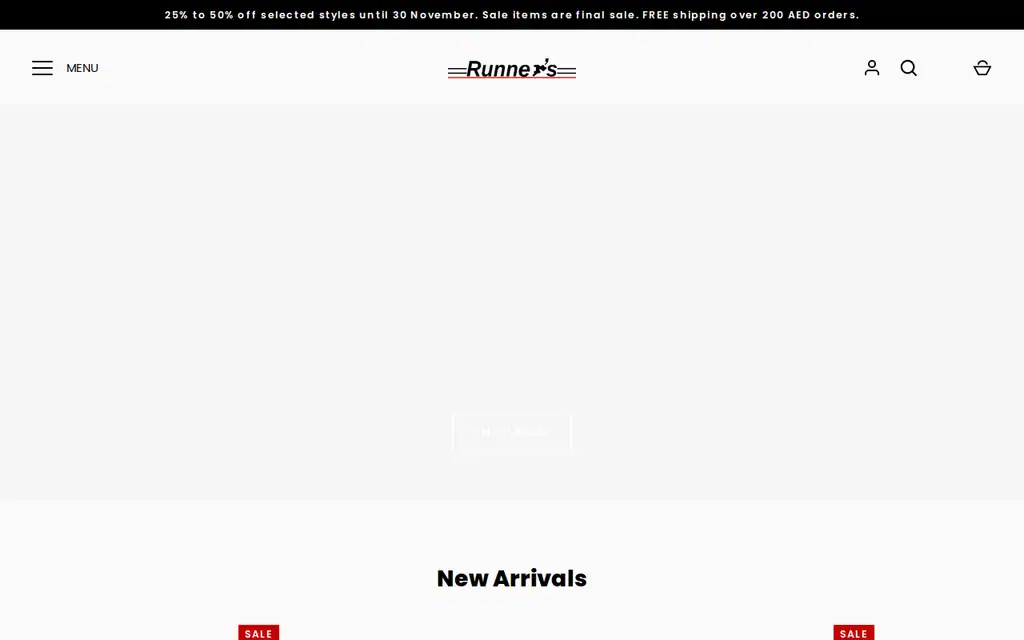 25% to 50% off selected styles until 30 November. Sale items are final sale. FREE shipping over 200 AED orders.
MENU
Runner's
New Arrivals
SALE
SALE